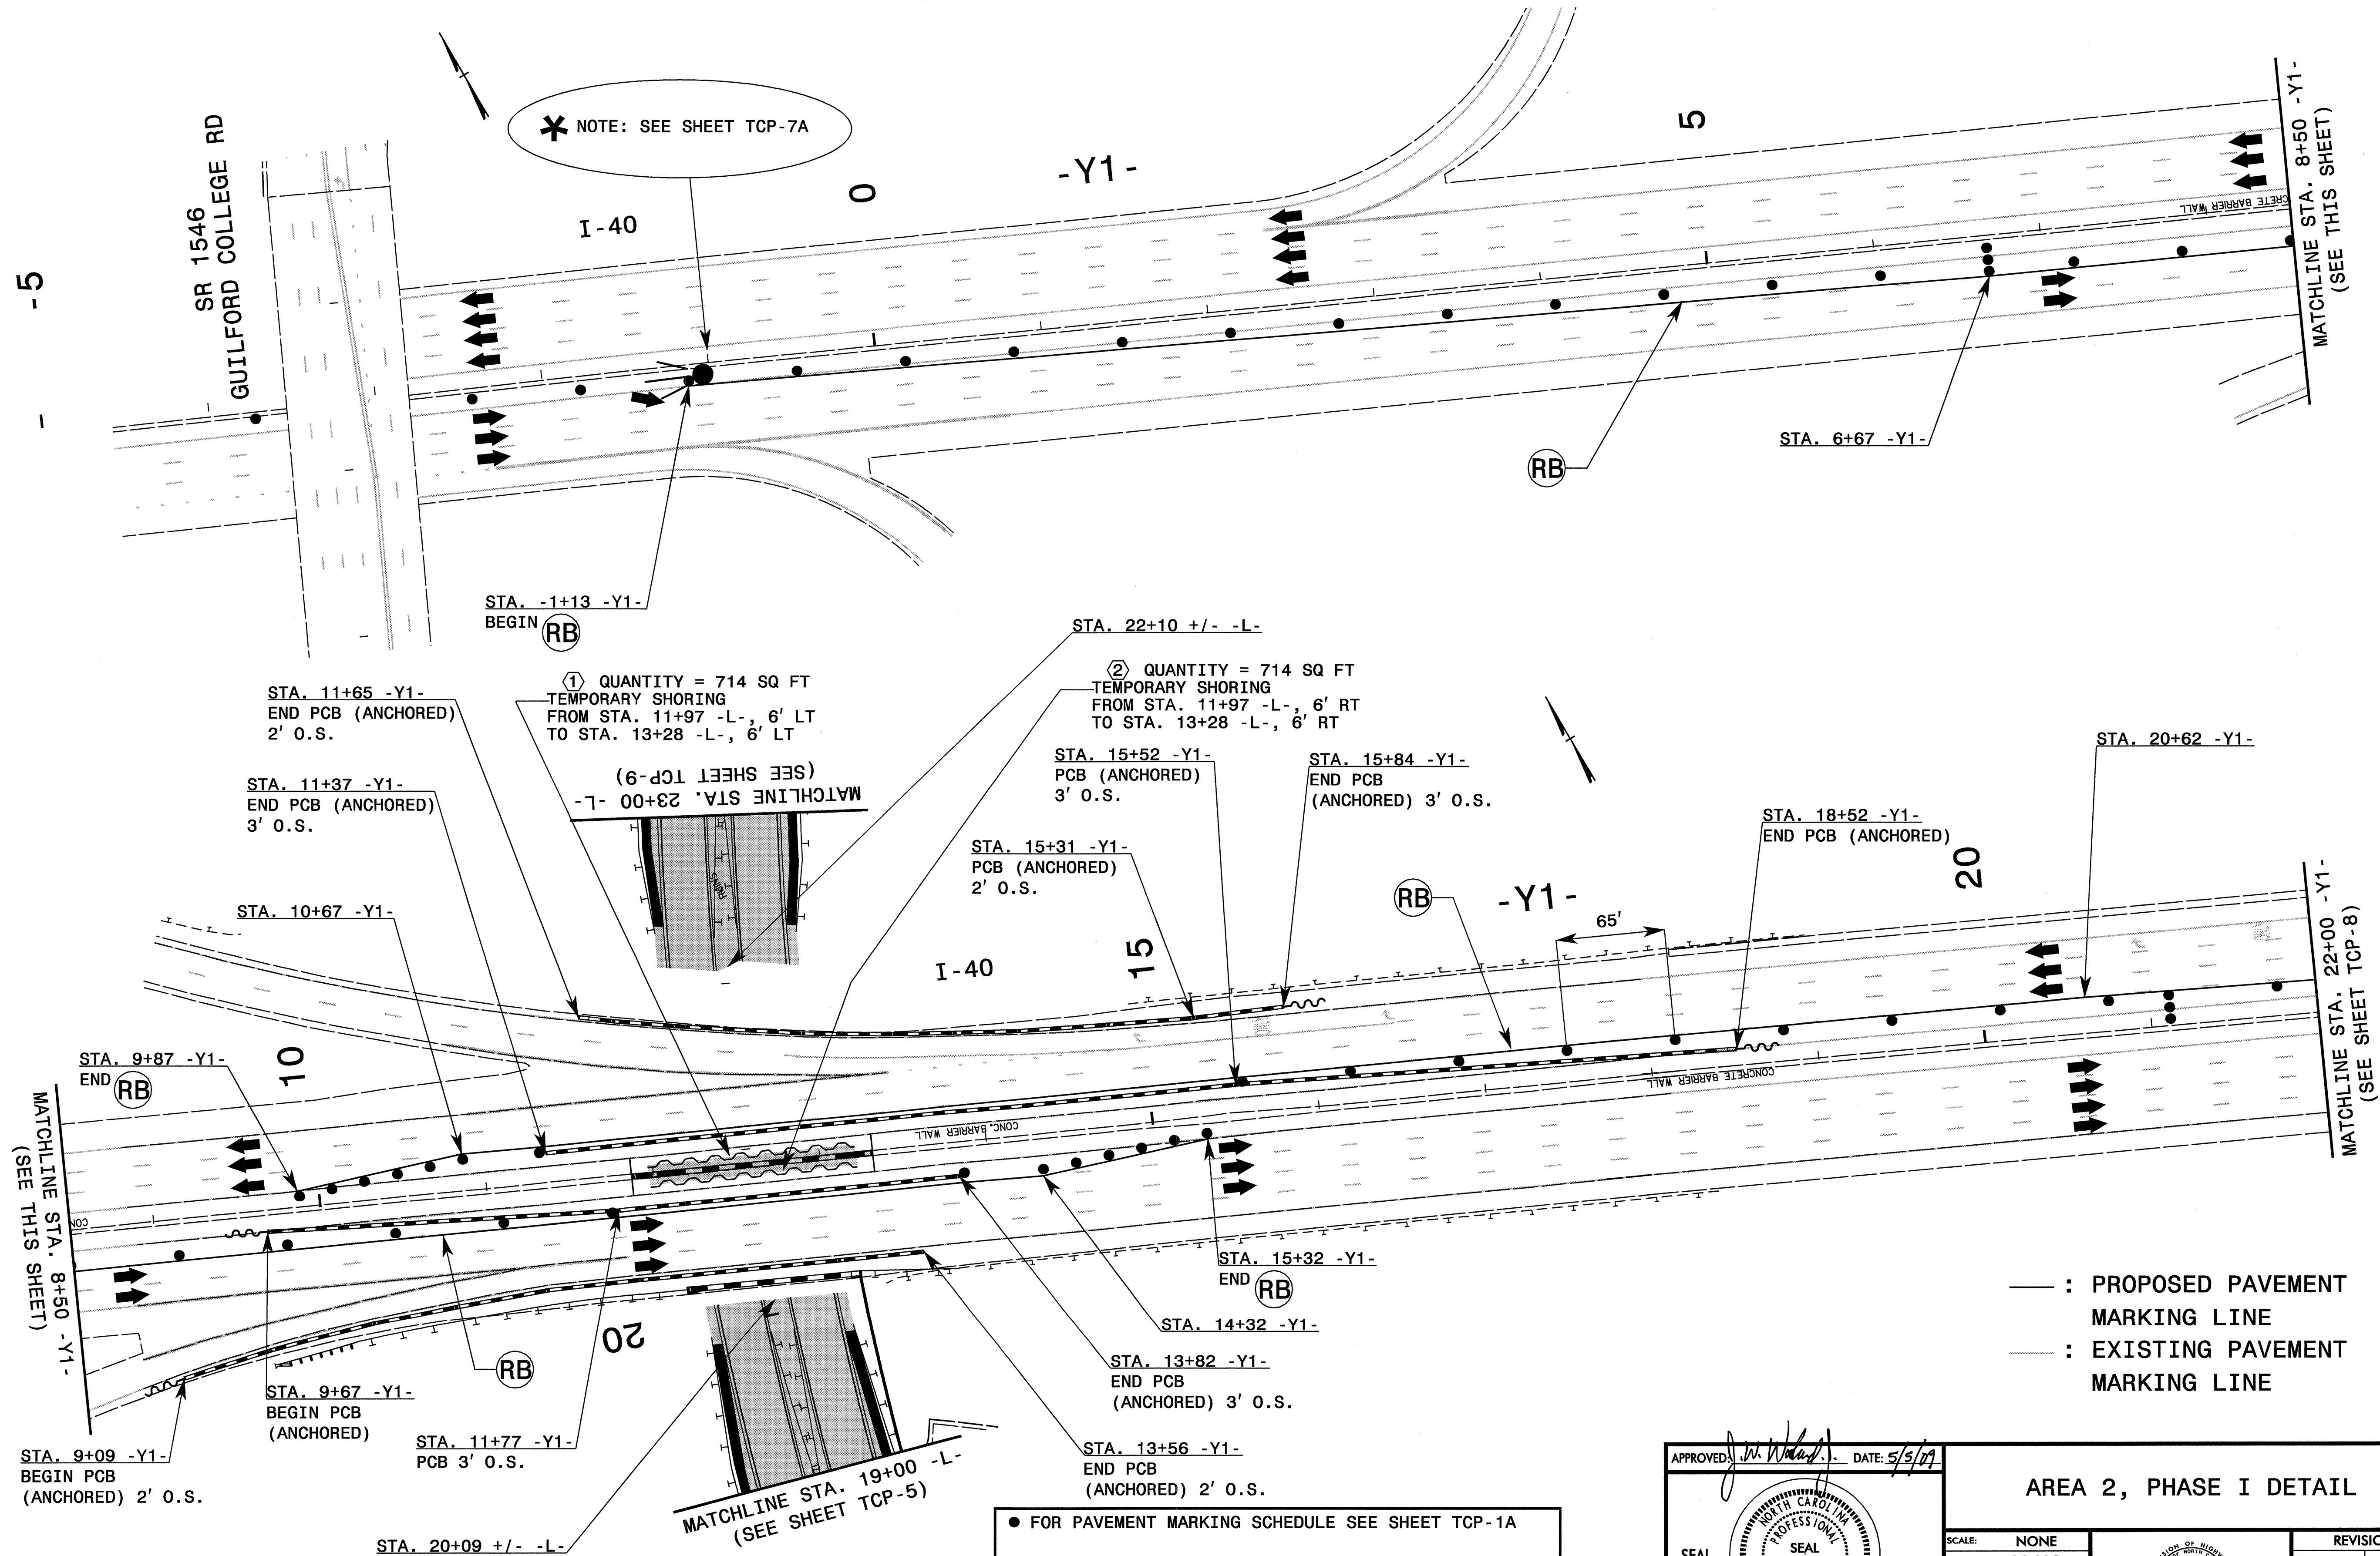 -5
SR 1546
GUILFORD COLLEGE RD
* NOTE: SEE SHEET TCP-7A
I-40
0
-Y1-
5
CRETE BARRIER WALL
MATCHLINE STA. 8+50 -Y1-
(SEE THIS SHEET)
STA. 6+67 -Y1-
RB
STA. -1+13 -Y1-
BEGIN RB
STA. 22+10 +/- -L-
1 QUANTITY = 714 SQ FT
TEMPORARY SHORING
FROM STA. 11+97 -L-, 6' LT
TO STA. 13+28 -L-, 6' LT
2 QUANTITY = 714 SQ FT
TEMPORARY SHORING
FROM STA. 11+97 -L-, 6' RT
TO STA. 13+28 -L-, 6' RT
STA. 11+65 -Y1-
END PCB (ANCHORED)
2' O.S.
STA. 11+37 -Y1-
END PCB (ANCHORED)
3' O.S.
MATCHLINE STA. 23+00 -L-
(SEE SHEET TCP-9)
STA. 15+52 -Y1-
PCB (ANCHORED)
3' O.S.
STA. 15+84 -Y1-
END PCB
(ANCHORED) 3' O.S.
STA. 20+62 -Y1-
STA. 18+52 -Y1-
END PCB (ANCHORED)
STA. 15+31 -Y1-
PCB (ANCHORED)
2' O.S.
STA. 10+67 -Y1-
I-40
15
RB
-Y1-
65'
20
MATCHLINE STA. 22+00 -Y1-
(SEE SHEET TCP-8)
STA. 9+87 -Y1-
END RB
10
CONC. BARRIER WALL
CONCRETE BARRIER WALL
CON
MATCHLINE STA. 8+50 -Y1-
(SEE THIS SHEET)
STA. 15+32 -Y1-
END RB
STA. 14+32 -Y1-
STA. 13+82 -Y1-
END PCB
(ANCHORED) 3' O.S.
STA. 13+56 -Y1-
END PCB
(ANCHORED) 2' O.S.
20
RB
STA. 9+67 -Y1-
BEGIN PCB
(ANCHORED)
STA. 11+77 -Y1-
PCB 3' O.S.
STA. 9+09 -Y1-
BEGIN PCB
(ANCHORED) 2' O.S.
STA. 20+09 +/- -L-
MATCHLINE STA. 19+00 -L-
(SEE SHEET TCP-5)
: PROPOSED PAVEMENT
MARKING LINE
: EXISTING PAVEMENT
MARKING LINE
● FOR PAVEMENT MARKING SCHEDULE SEE SHEET TCP-1A
APPROVED: DATE: 5/5/09
NORTH CAROLINA
PROFESSIONAL
SEAL
SEAL
AREA 2, PHASE I DETAIL
SCALE: NONE